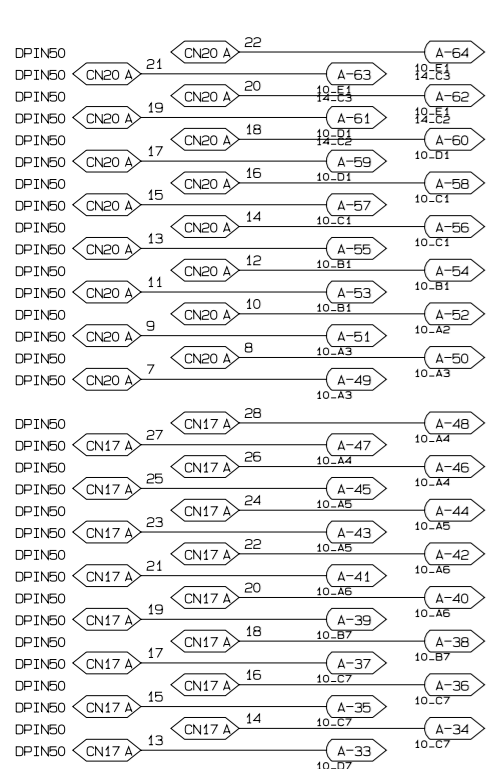 DPIN50 CN20 A 22 A-64
10_E1
14_C3
DPIN50 CN20 A 21 A-63
10_E1
14_C3
DPIN50 CN20 A 20 A-62
10_E1
14_C2
DPIN50 CN20 A 19 A-61
10_D1
14_C2
DPIN50 CN20 A 18 A-60
10_D1
DPIN50 CN20 A 17 A-59
10_D1
DPIN50 CN20 A 16 A-58
10_C1
DPIN50 CN20 A 15 A-57
10_C1
DPIN50 CN20 A 14 A-56
10_C1
DPIN50 CN20 A 13 A-55
10_B1
DPIN50 CN20 A 12 A-54
10_B1
DPIN50 CN20 A 11 A-53
10_B1
DPIN50 CN20 A 10 A-52
10_A2
DPIN50 CN20 A 9 A-51
10_A3
DPIN50 CN20 A 8 A-50
10_A3
DPIN50 CN20 A 7 A-49
10_A3
DPIN50 CN17 A 28 A-48
10_A4
DPIN50 CN17 A 27 A-47
10_A4
DPIN50 CN17 A 26 A-46
10_A4
DPIN50 CN17 A 25 A-45
10_A5
DPIN50 CN17 A 24 A-44
10_A5
DPIN50 CN17 A 23 A-43
10_A5
DPIN50 CN17 A 22 A-42
10_A6
DPIN50 CN17 A 21 A-41
10_A6
DPIN50 CN17 A 20 A-40
10_A6
DPIN50 CN17 A 19 A-39
10_B7
DPIN50 CN17 A 18 A-38
10_B7
DPIN50 CN17 A 17 A-37
10_C7
DPIN50 CN17 A 16 A-36
10_C7
DPIN50 CN17 A 15 A-35
10_C7
DPIN50 CN17 A 14 A-34
10_C7
DPIN50 CN17 A 13 A-33
10_D7